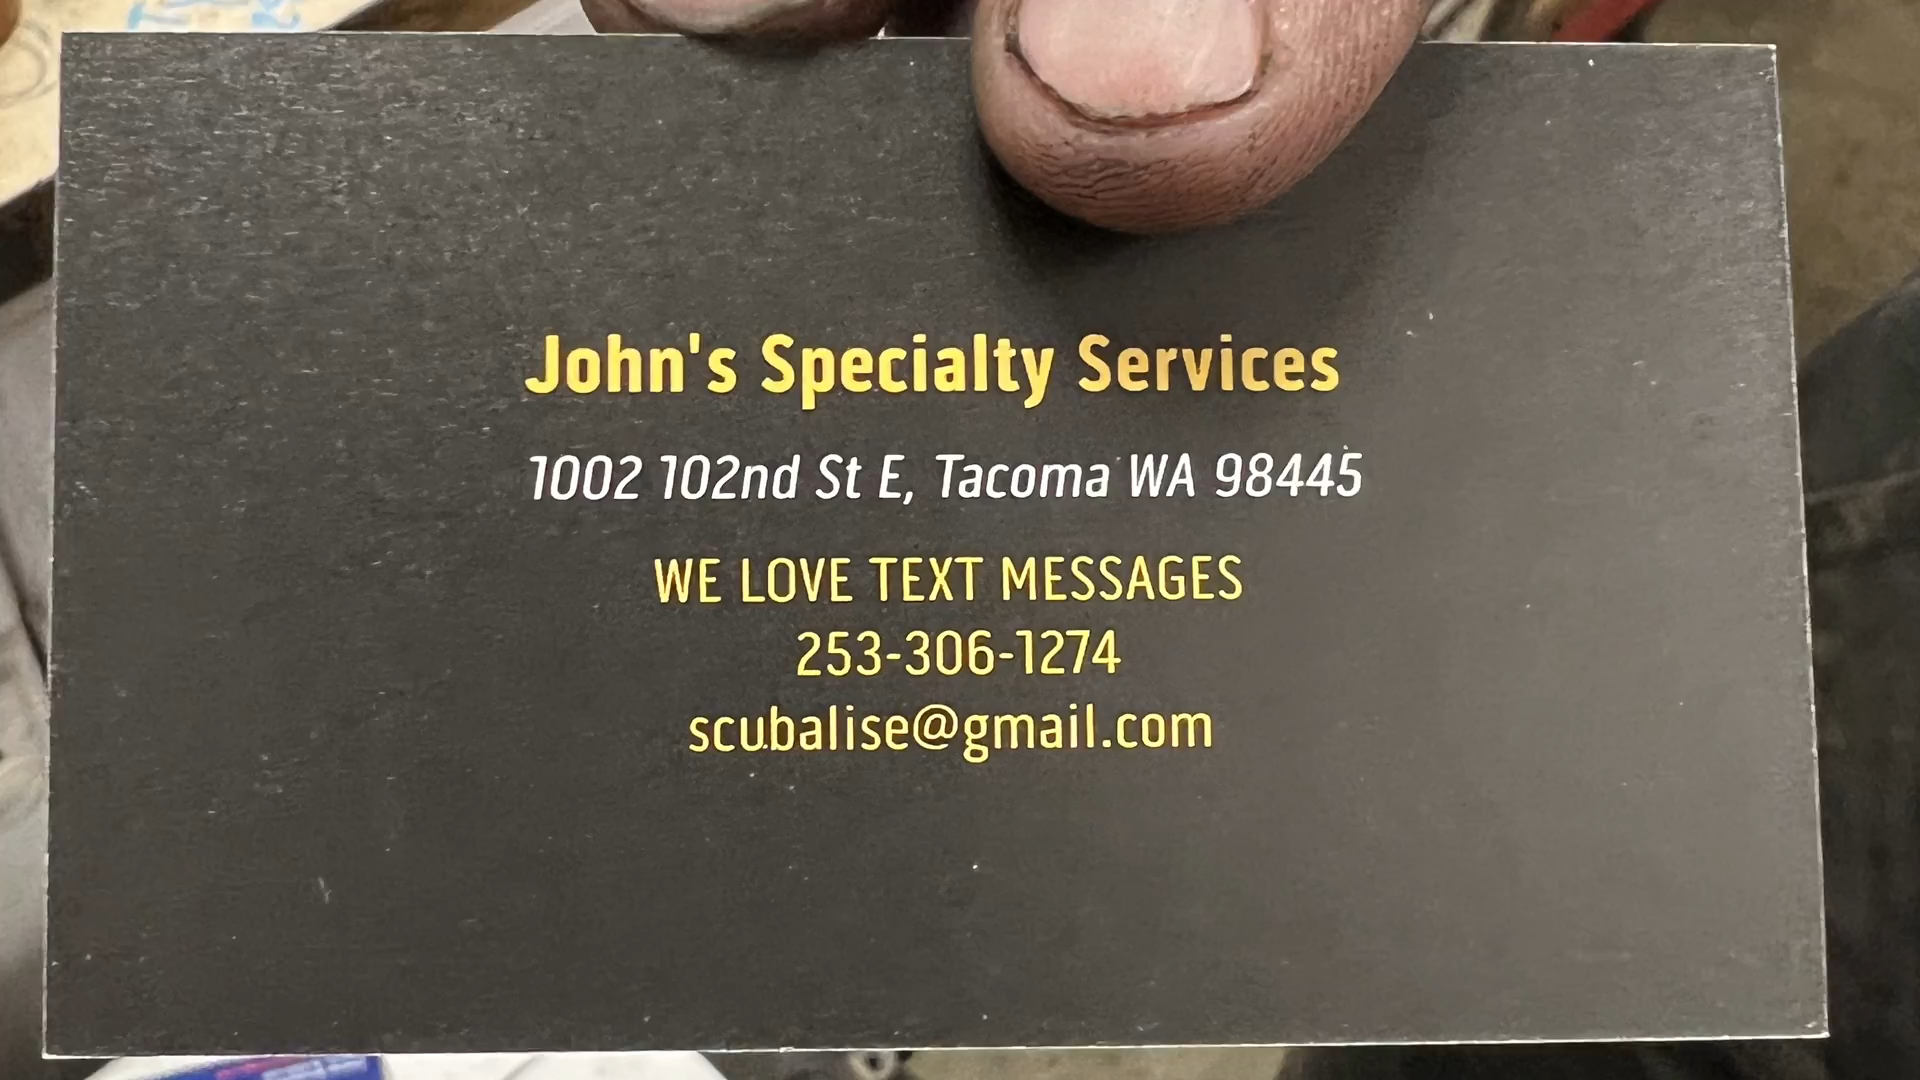 John's Specialty Services
1002 102nd St E, Tacoma WA 98445
WE LOVE TEXT MESSAGES
253-306-1274
scubalise@gmail.com